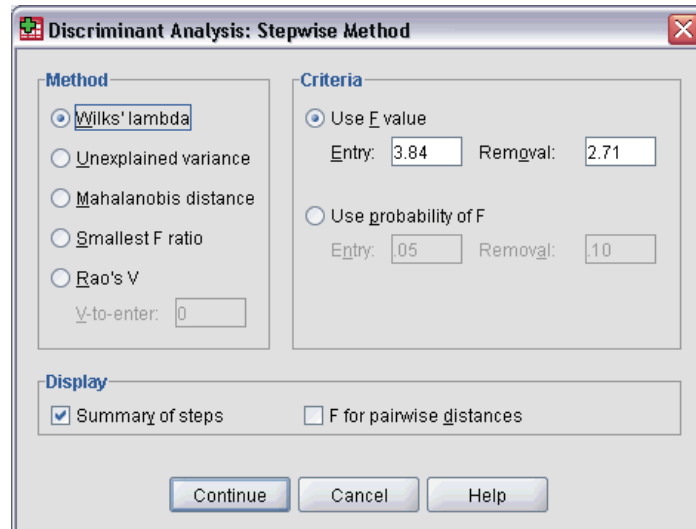 Discriminant Analysis: Stepwise Method
Method
Wilks' lambda
Unexplained variance
Mahalanobis distance
Smallest F ratio
Rao's V
V-to-enter: 0
Criteria
Use F value
Entry: 3.84 Removal: 2.71
Use probability of F
Entry: .05 Removal: .10
Display
Summary of steps F for pairwise distances
Continue Cancel Help